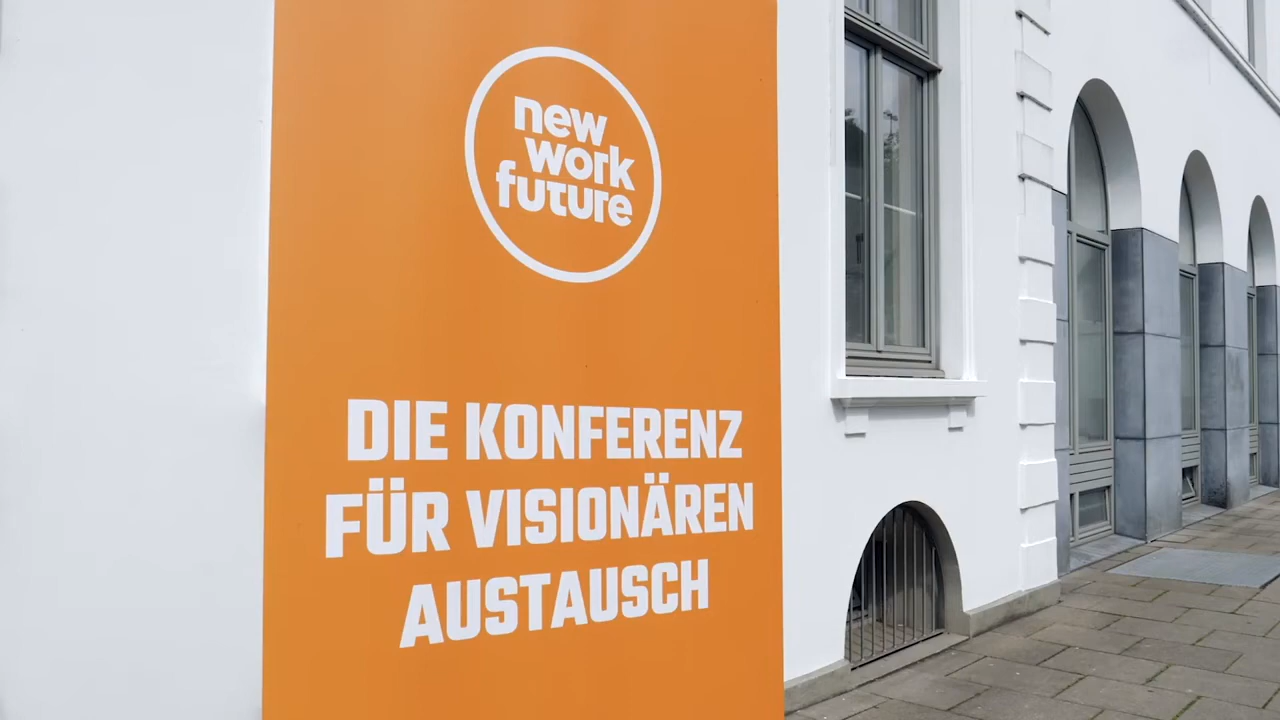 new
work
future
DIE KONFERENZ
FÜR VISIONÄREN
AUSTAUSCH